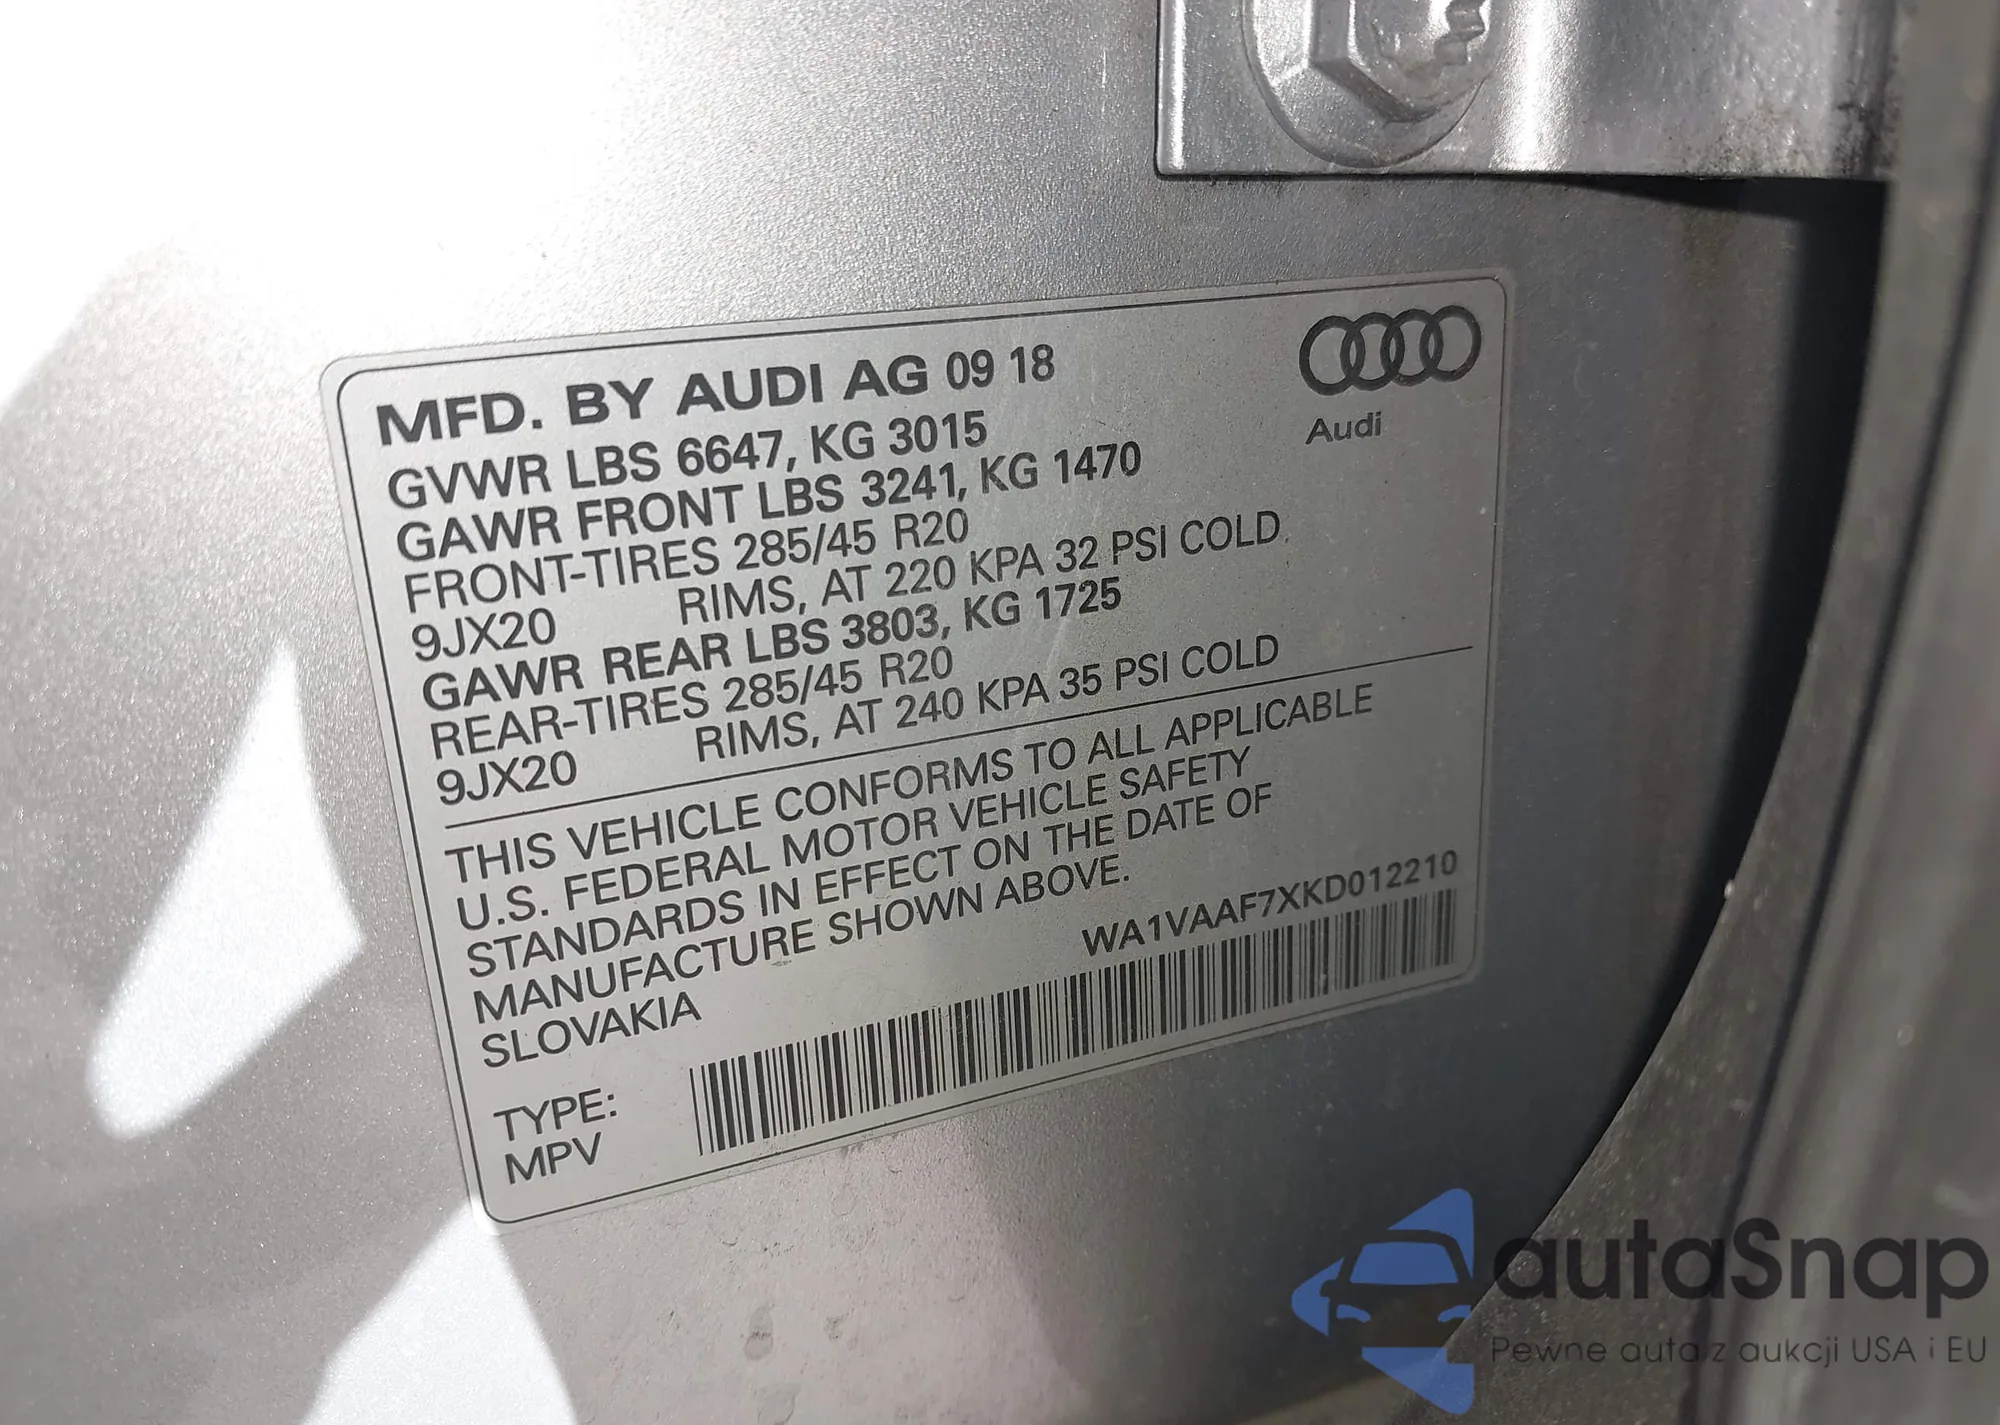 MFD. BY AUDI AG 09 18
GVWR LBS 6647, KG 3015
GAWR FRONT LBS 3241, KG 1470
FRONT-TIRES 285/45 R20
9JX20 RIMS, AT 220 KPA 32 PSI COLD.
GAWR REAR LBS 3803, KG 1725
REAR-TIRES 285/45 R20
9JX20 RIMS, AT 240 KPA 35 PSI COLD
Audi
THIS VEHICLE CONFORMS TO ALL APPLICABLE
U.S. FEDERAL MOTOR VEHICLE SAFETY
STANDARDS IN EFFECT ON THE DATE OF
MANUFACTURE SHOWN ABOVE.
SLOVAKIA
WA1VAAF7XKD012210
TYPE:
MPV
autaSnap
Pewne auta z aukcji USA i EU